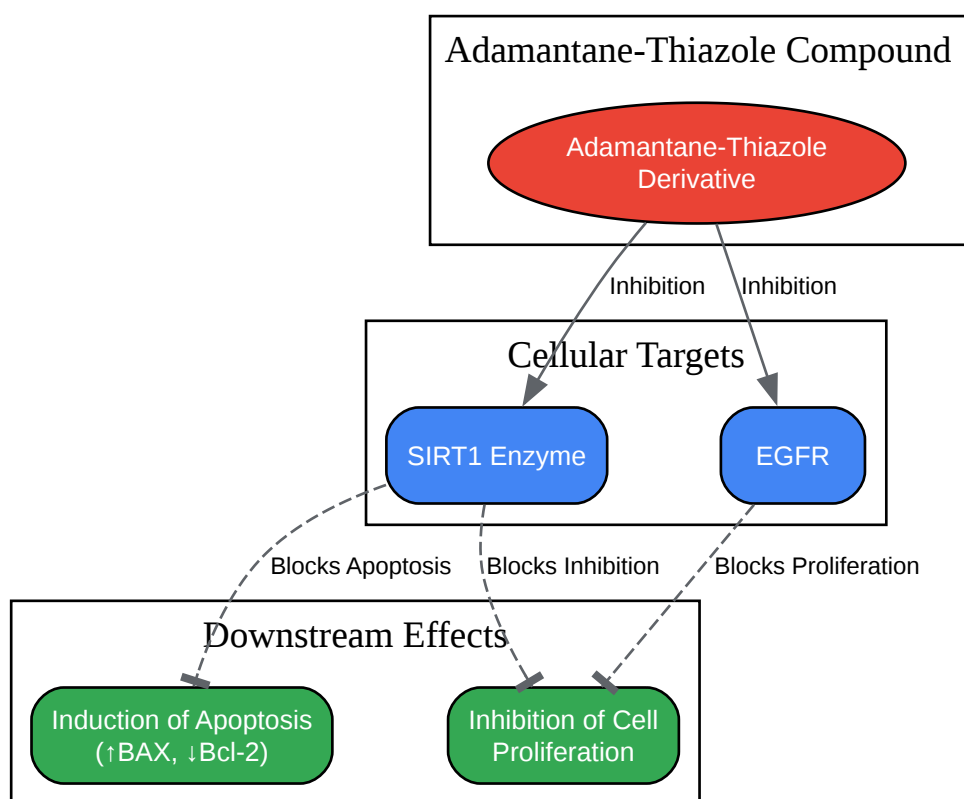 Adamantane-Thiazole Compound
Adamantane-Thiazole
Derivative
Inhibition
Inhibition
Cellular Targets
SIRT1 Enzyme
EGFR
Blocks Apoptosis
Blocks Inhibition
Blocks Proliferation
Downstream Effects
Induction of Apoptosis
(↑BAX, ↓Bcl-2)
Inhibition of Cell
Proliferation